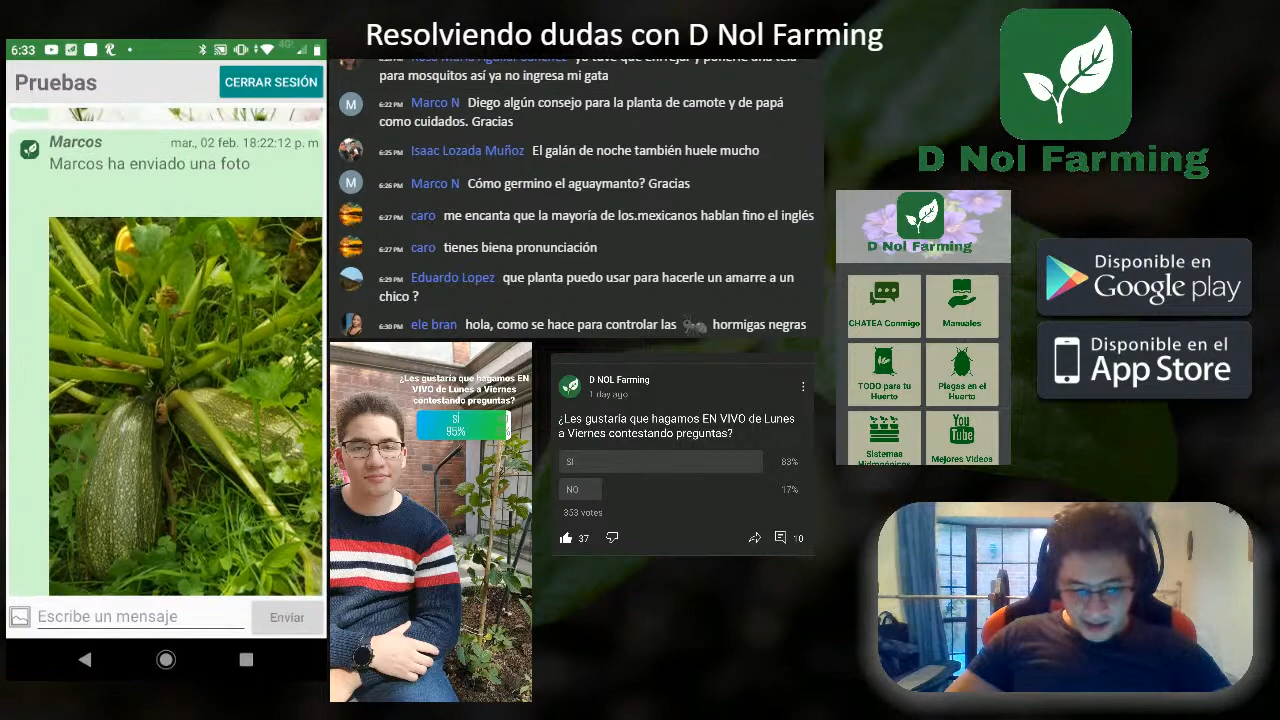 Resolviendo dudas con D Nol Farming
6:33
Pruebas
CERRAR SESIÓN
Marcos
mar., 02 feb. 18:22:12 p. m
Marcos ha enviado una foto
Escribe un mensaje
Enviar
para mosquitos así ya no ingresa mi gata
M 6:22 PM Marco N Diego algún consejo para la planta de camote y de papá
como cuidados. Gracias
6:25 PM Isaac Lozada Muñoz El galán de noche también huele mucho
M 6:26 PM Marco N Cómo germino el aguaymanto? Gracias
6:27 PM caro me encanta que la mayoría de los.mexicanos hablan fino el inglés
6:27 PM caro tienes biena pronunciación
6:29 PM Eduardo Lopez que planta puedo usar para hacerle un amarre a un
chico ?
6:30 PM ele bran hola, como se hace para controlar las 🐜 hormigas negras
¿Les gustaría que hagamos EN
VIVO de Lunes a Viernes
contestando preguntas?
SÍ
95%
D NOL Farming
1 day ago
¿Les gustaría que hagamos EN VIVO de Lunes
a Viernes contestando preguntas?
SI 83%
NO 17%
353 votes
37 10
D Nol Farming
D Nol Farming
CHATEA Conmigo
Manuales
TODO para tu
Huerto
Plagas en el
Huerto
Sistemas
Hidropónicos
You
Tube
Mejores Videos
Disponible en
Google play
Disponible en el
App Store